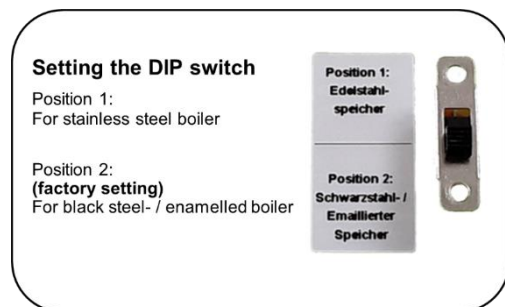 Setting the DIP switch
Position 1:
For stainless steel boiler
Position 2:
(factory setting)
For black steel- / enamelled boiler
Position 1:
Edelstahl-
speicher
Position 2:
Schwarzstahl- /
Emaillierter
Speicher